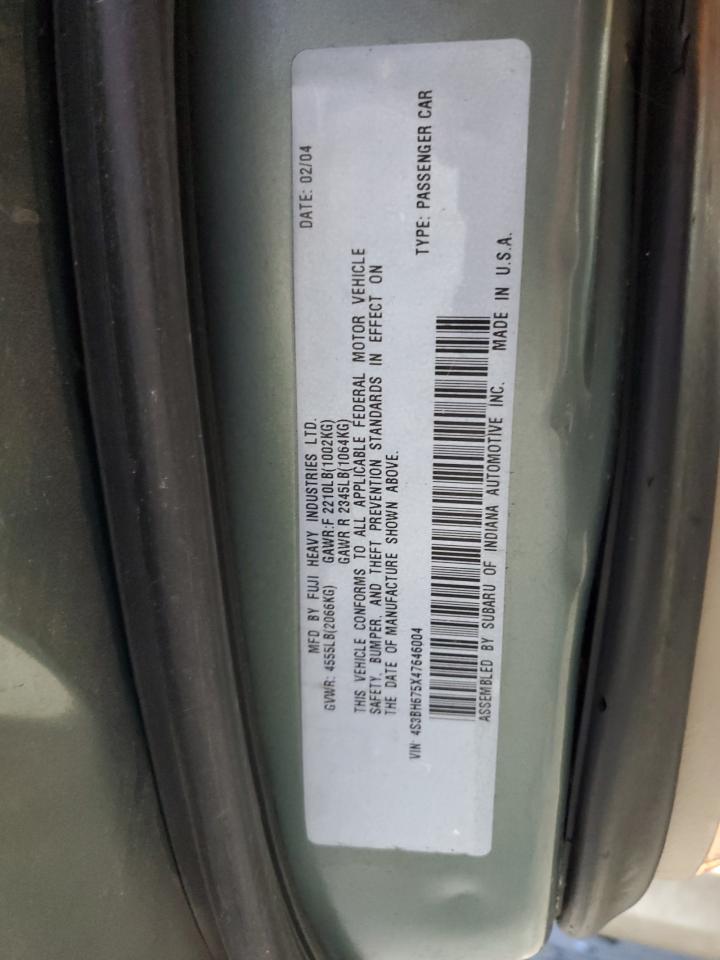 MFD BY FUJI HEAVY INDUSTRIES LTD. DATE: 02/04
GVWR: 4555LB(2066KG) GAWR:F 2210LB(1002KG)
GAWR R 2345LB(1064KG)
THIS VEHICLE CONFORMS TO ALL APPLICABLE FEDERAL MOTOR VEHICLE
SAFETY, BUMPER, AND THEFT PREVENTION STANDARDS IN EFFECT ON
THE DATE OF MANUFACTURE SHOWN ABOVE.
VIN: 4S3BH675X47646004 TYPE: PASSENGER CAR
ASSEMBLED BY SUBARU OF INDIANA AUTOMOTIVE INC. MADE IN U.S.A.